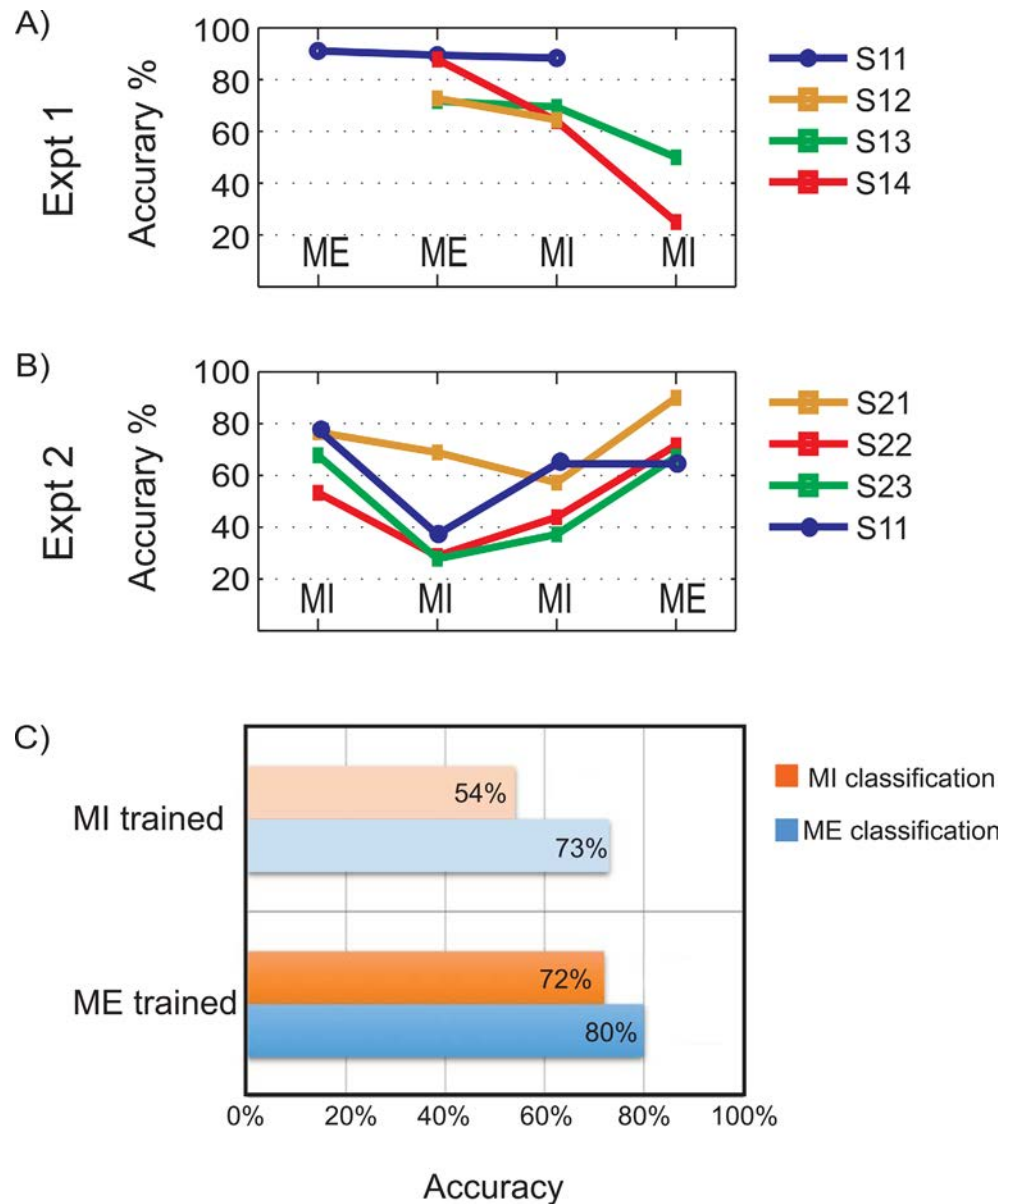 A)
Expt 1
Accurary %
100
80
60
40
20
ME
ME
MI
MI
S11
S12
S13
S14
B)
Expt 2
Accurary %
100
80
60
40
20
MI
MI
MI
ME
S21
S22
S23
S11
C)
MI trained
54%
73%
ME trained
72%
80%
MI classification
ME classification
0%
20%
40%
60%
80%
100%
Accuracy